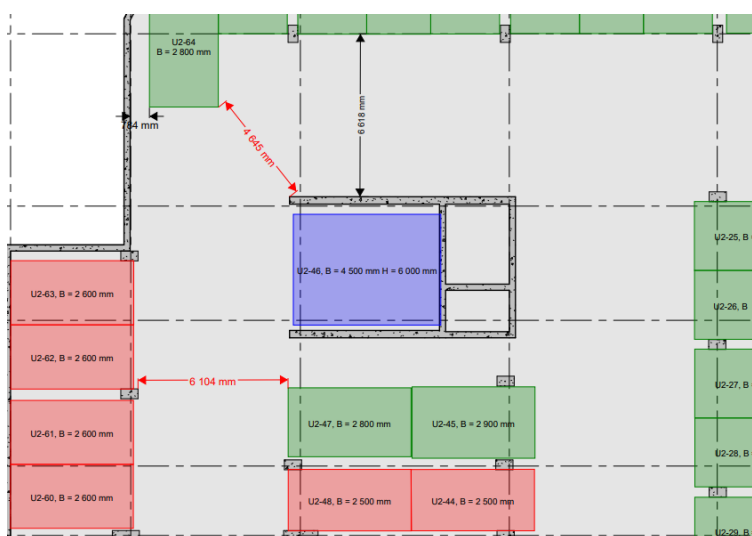 U2-64
B = 2 800 mm
784 mm
4 645 mm
6 618 mm
U2-25, B =
U2-46, B = 4 500 mm H = 6 000 mm
U2-63, B = 2 600 mm
U2-26, B
U2-62, B = 2 600 mm
6 104 mm
U2-27, B =
U2-47, B = 2 800 mm
U2-45, B = 2 900 mm
U2-61, B = 2 600 mm
U2-28, B =
U2-60, B = 2 600 mm
U2-48, B = 2 500 mm
U2-44, B = 2 500 mm
U2-29, B